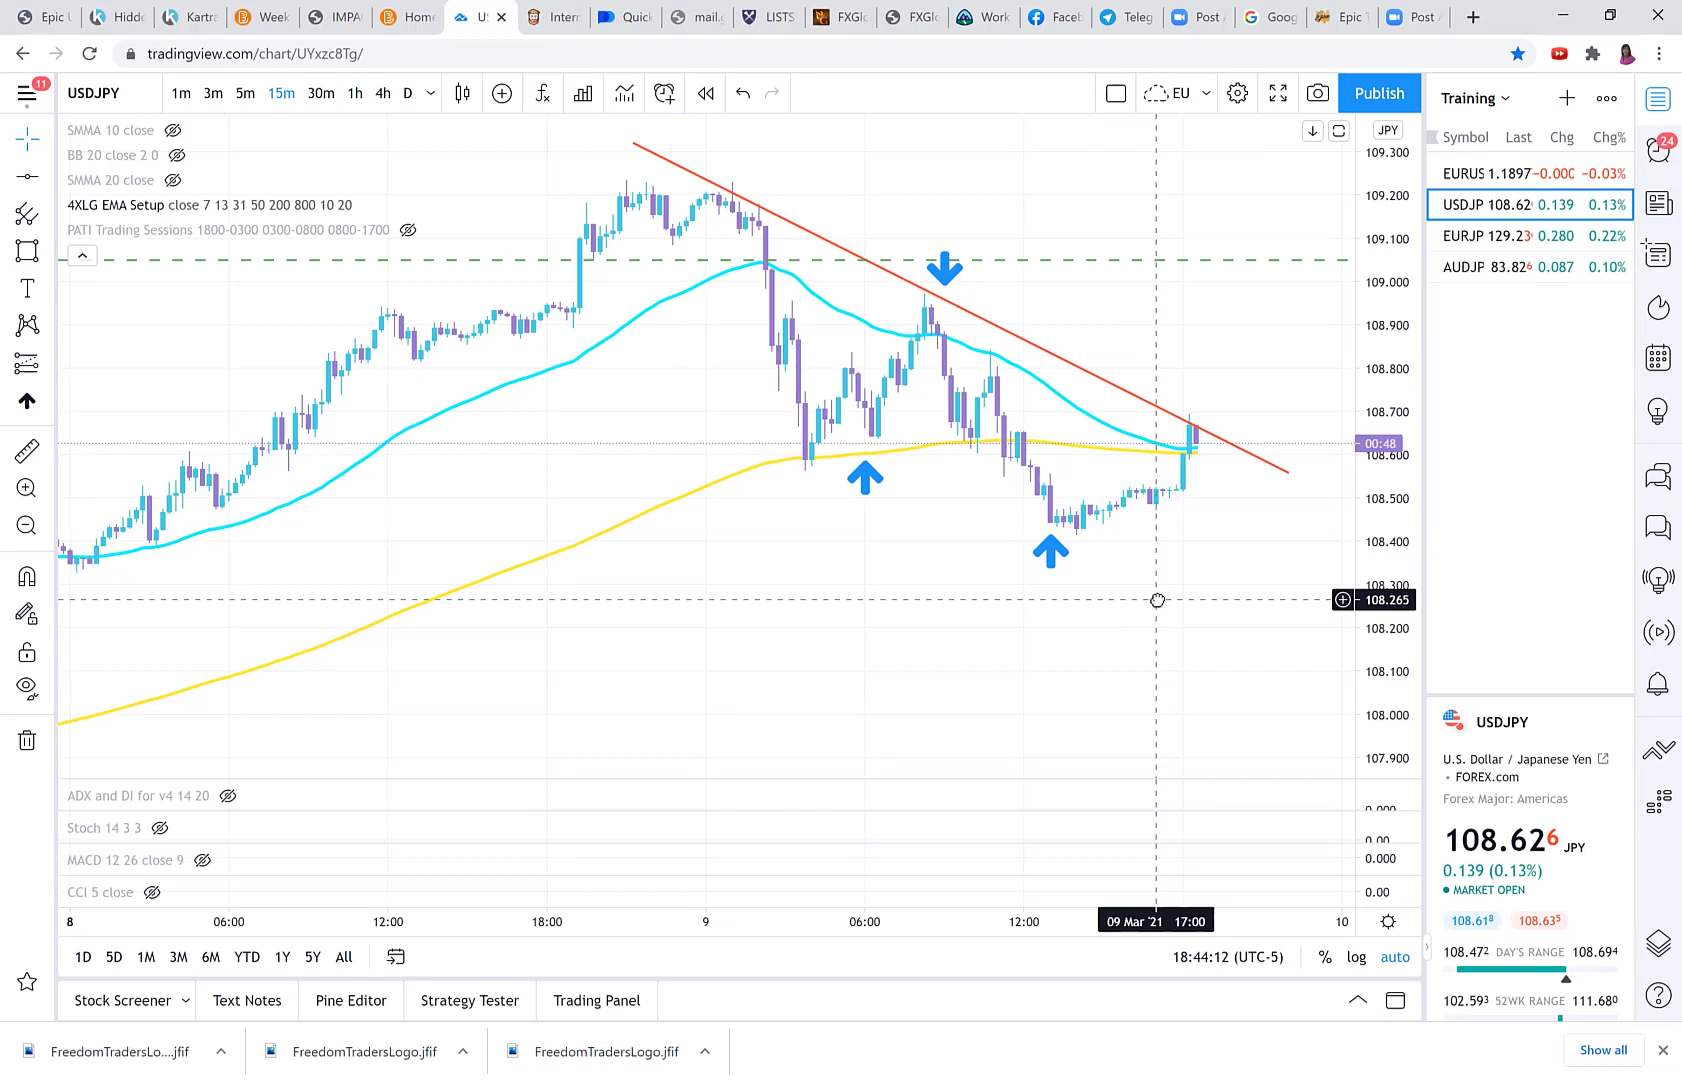 Epic U
Hidde
Kartra
Week
IMPA
Home
US
Intern
Quick
mail.g
LISTS
FXGlo
FXGlo
Work
Faceb
Teleg
Post A
Goog
Epic T
Post A
tradingview.com/chart/UYxzc8Tg/
11
USDJPY
1m 3m 5m 15m 30m 1h 4h D
EU
Publish
Training
Symbol Last Chg Chg%
EURUS 1.1897 −0.000 −0.03%
USDJP 108.62 0.139 0.13%
EURJP 129.23 0.280 0.22%
AUDJP 83.826 0.087 0.10%
24
SMMA 10 close
BB 20 close 2 0
SMMA 20 close
4XLG EMA Setup close 7 13 31 50 200 800 10 20
PATI Trading Sessions 1800-0300 0300-0800 0800-1700
JPY
109.300
109.200
109.100
109.000
108.900
108.800
108.700
00:48
108.600
108.500
108.400
108.300
108.265
108.200
108.100
108.000
107.900
ADX and DI for v4 14 20
0.000
Stoch 14 3 3
0.00
MACD 12 26 close 9
0.000
CCI 5 close
0.00
8 06:00 12:00 18:00 9 06:00 12:00 09 Mar '21 17:00 10
1D 5D 1M 3M 6M YTD 1Y 5Y All
18:44:12 (UTC-5) % log auto
Stock Screener Text Notes Pine Editor Strategy Tester Trading Panel
USDJPY
U.S. Dollar / Japanese Yen
• FOREX.com
Forex Major: Americas
108.626 JPY
0.139 (0.13%)
MARKET OPEN
108.618 108.635
108.472 DAY'S RANGE 108.694
102.593 52WK RANGE 111.680
FreedomTradersLo....jfif
FreedomTradersLogo.jfif
FreedomTradersLogo.jfif
Show all